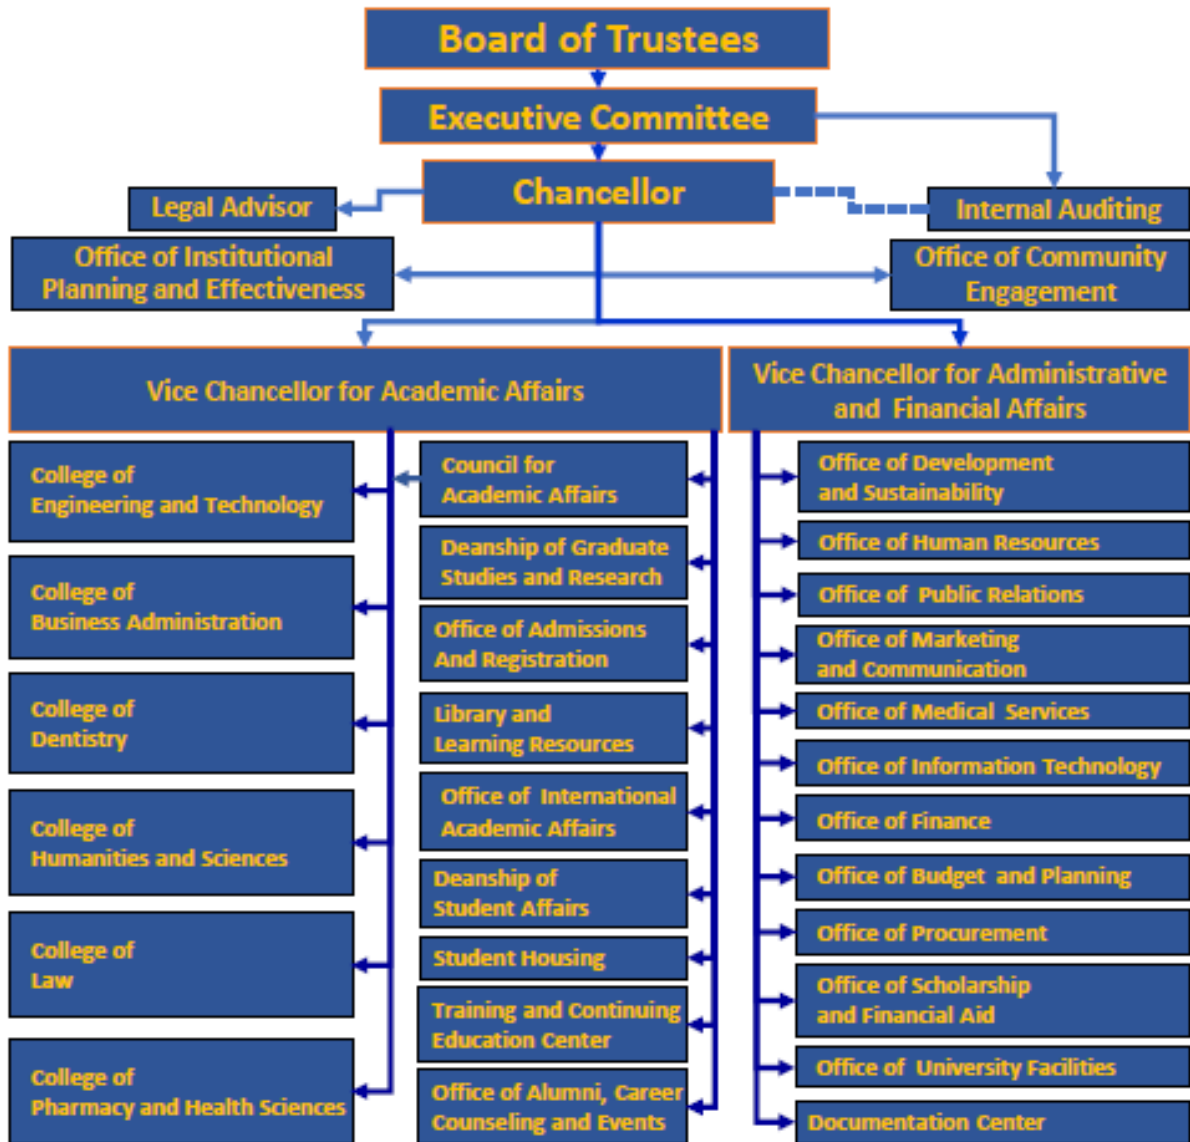 Board of Trustees
Executive Committee
Chancellor
Legal Advisor
Internal Auditing
Office of Institutional
Planning and Effectiveness
Office of Community
Engagement
Vice Chancellor for Academic Affairs
Vice Chancellor for Administrative
and Financial Affairs
College of
Engineering and Technology
College of
Business Administration
College of
Dentistry
College of
Humanities and Sciences
College of
Law
College of
Pharmacy and Health Sciences
Council for
Academic Affairs
Deanship of Graduate
Studies and Research
Office of Admissions
And Registration
Library and
Learning Resources
Office of International
Academic Affairs
Deanship of
Student Affairs
Student Housing
Training and Continuing
Education Center
Office of Alumni, Career
Counseling and Events
Office of Development
and Sustainability
Office of Human Resources
Office of Public Relations
Office of Marketing
and Communication
Office of Medical Services
Office of Information Technology
Office of Finance
Office of Budget and Planning
Office of Procurement
Office of Scholarship
and Financial Aid
Office of University Facilities
Documentation Center